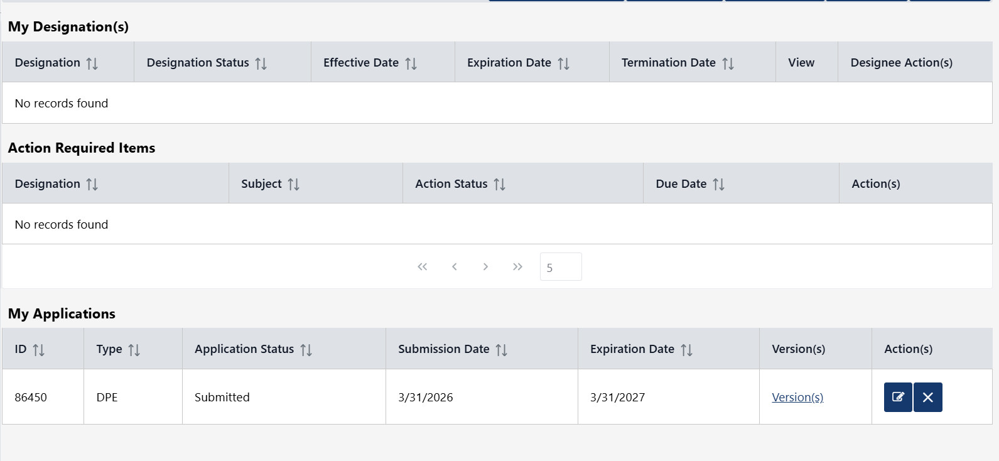 My Designation(s)
Designation Designation Status Effective Date Expiration Date Termination Date View Designee Action(s)
No records found
Action Required Items
Designation Subject Action Status Due Date Action(s)
No records found
5
My Applications
ID Type Application Status Submission Date Expiration Date Version(s) Action(s)
86450 DPE Submitted 3/31/2026 3/31/2027 Version(s)